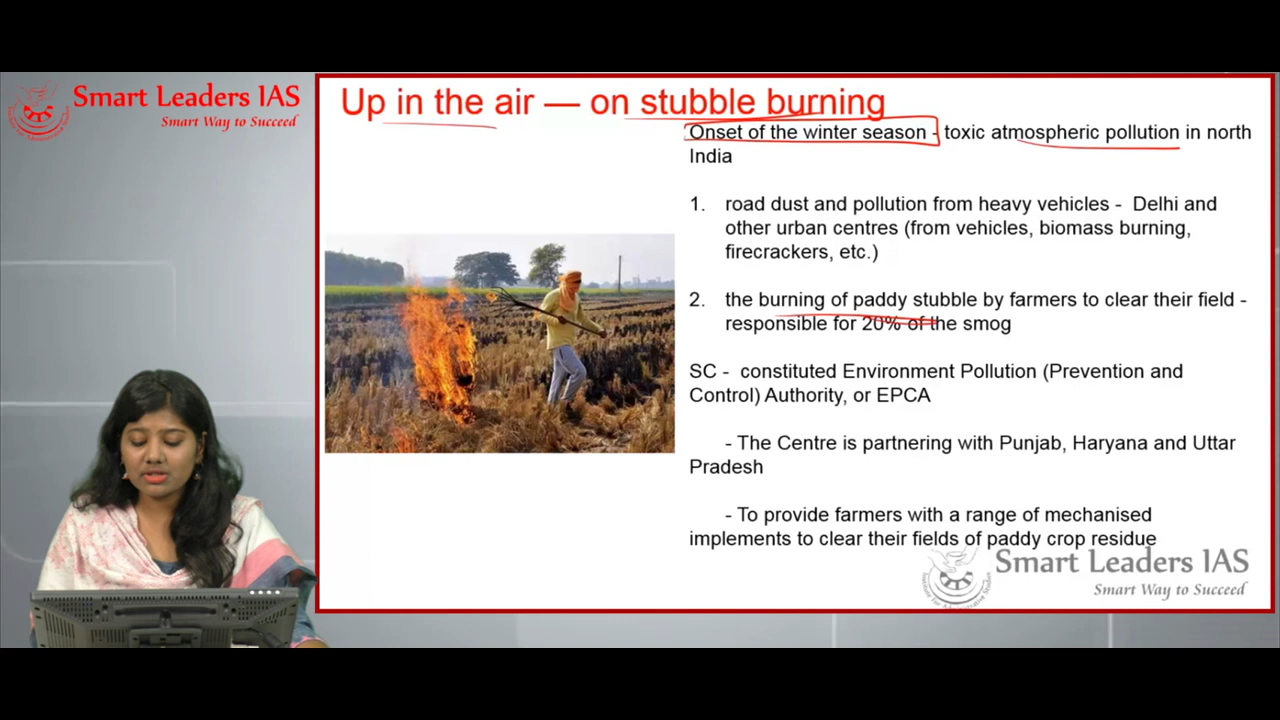 Smart Leaders IAS
Smart Way to Succeed
Up in the air — on stubble burning
Onset of the winter season - toxic atmospheric pollution in north
India
1. road dust and pollution from heavy vehicles - Delhi and
other urban centres (from vehicles, biomass burning,
firecrackers, etc.)
2. the burning of paddy stubble by farmers to clear their field -
responsible for 20% of the smog
SC - constituted Environment Pollution (Prevention and
Control) Authority, or EPCA
- The Centre is partnering with Punjab, Haryana and Uttar
Pradesh
- To provide farmers with a range of mechanised
implements to clear their fields of paddy crop residue
Smart Leaders IAS
Smart Way to Succeed